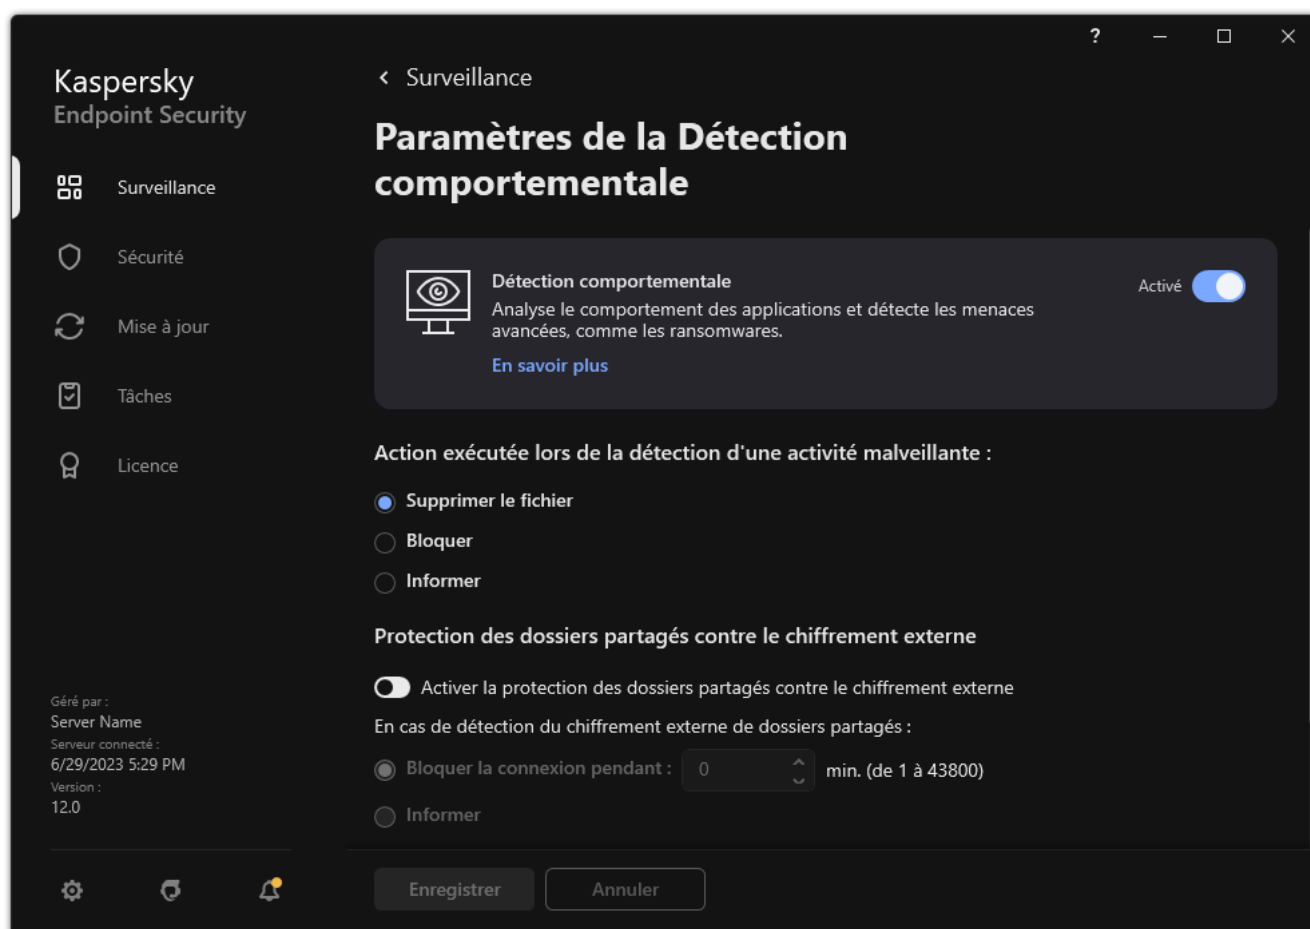 ?
Kaspersky
Endpoint Security
Surveillance
Sécurité
Mise à jour
Tâches
Licence
Géré par :
Server Name
Serveur connecté :
6/29/2023 5:29 PM
Version :
12.0
Surveillance
Paramètres de la Détection
comportementale
Détection comportementale
Activé
Analyse le comportement des applications et détecte les menaces
avancées, comme les ransomwares.
En savoir plus
Action exécutée lors de la détection d'une activité malveillante :
Supprimer le fichier
Bloquer
Informer
Protection des dossiers partagés contre le chiffrement externe
Activer la protection des dossiers partagés contre le chiffrement externe
En cas de détection du chiffrement externe de dossiers partagés :
Bloquer la connexion pendant : 0 min. (de 1 à 43800)
Informer
Enregistrer
Annuler